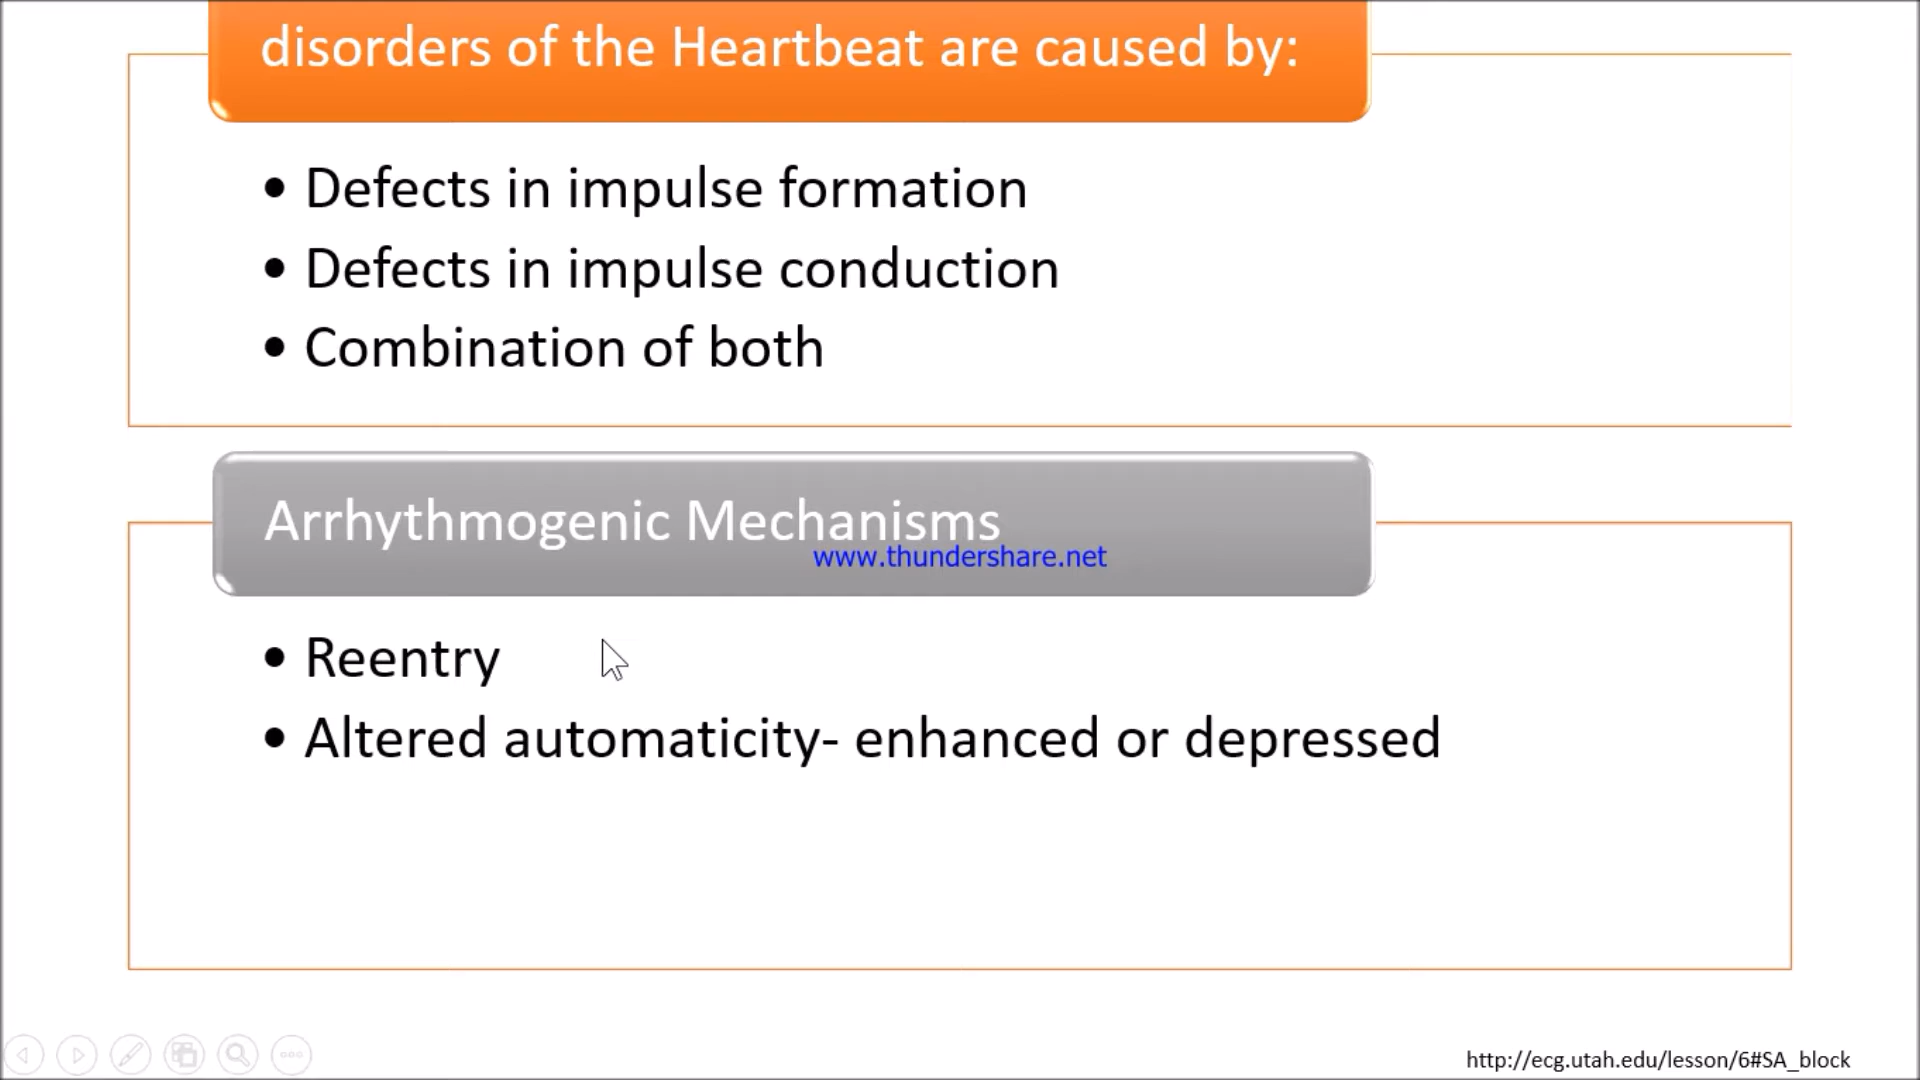 disorders of the Heartbeat are caused by:
• Defects in impulse formation
• Defects in impulse conduction
• Combination of both
Arrhythmogenic Mechanisms
www.thundershare.net
• Reentry
• Altered automaticity- enhanced or depressed
http://ecg.utah.edu/lesson/6#SA_block